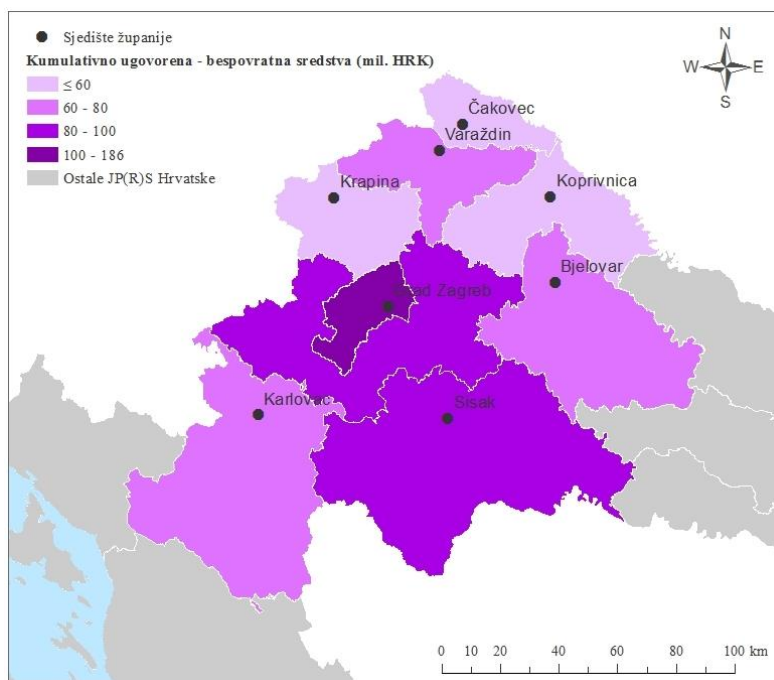 Sjedište županije
Kumulativno ugovorena - bespovratna sredstva (mil. HRK)
≤ 60
60 - 80
80 - 100
100 - 186
Ostale JP(R)S Hrvatske
N
W E
S
Čakovec
Varaždin
Krapina
Koprivnica
Bjelovar
Grad Zagreb
Karlovac
Sisak
0 10 20 40 60 80 100 km